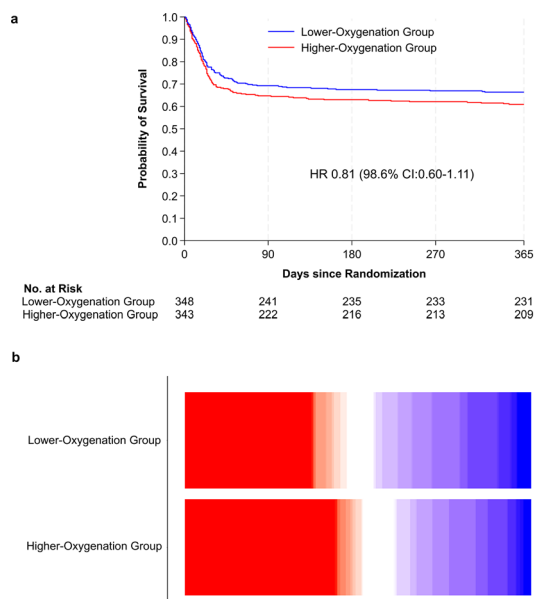 a
1.0
0.9
0.8
0.7
0.6
0.5
0.4
0.3
0.2
0.1
0.0
Probability of Survival
Lower-Oxygenation Group
Higher-Oxygenation Group
HR 0.81 (98.6% CI:0.60-1.11)
0 90 180 270 365
Days since Randomization
No. at Risk
Lower-Oxygenation Group 348 241 235 233 231
Higher-Oxygenation Group 343 222 216 213 209
b
Lower-Oxygenation Group
Higher-Oxygenation Group